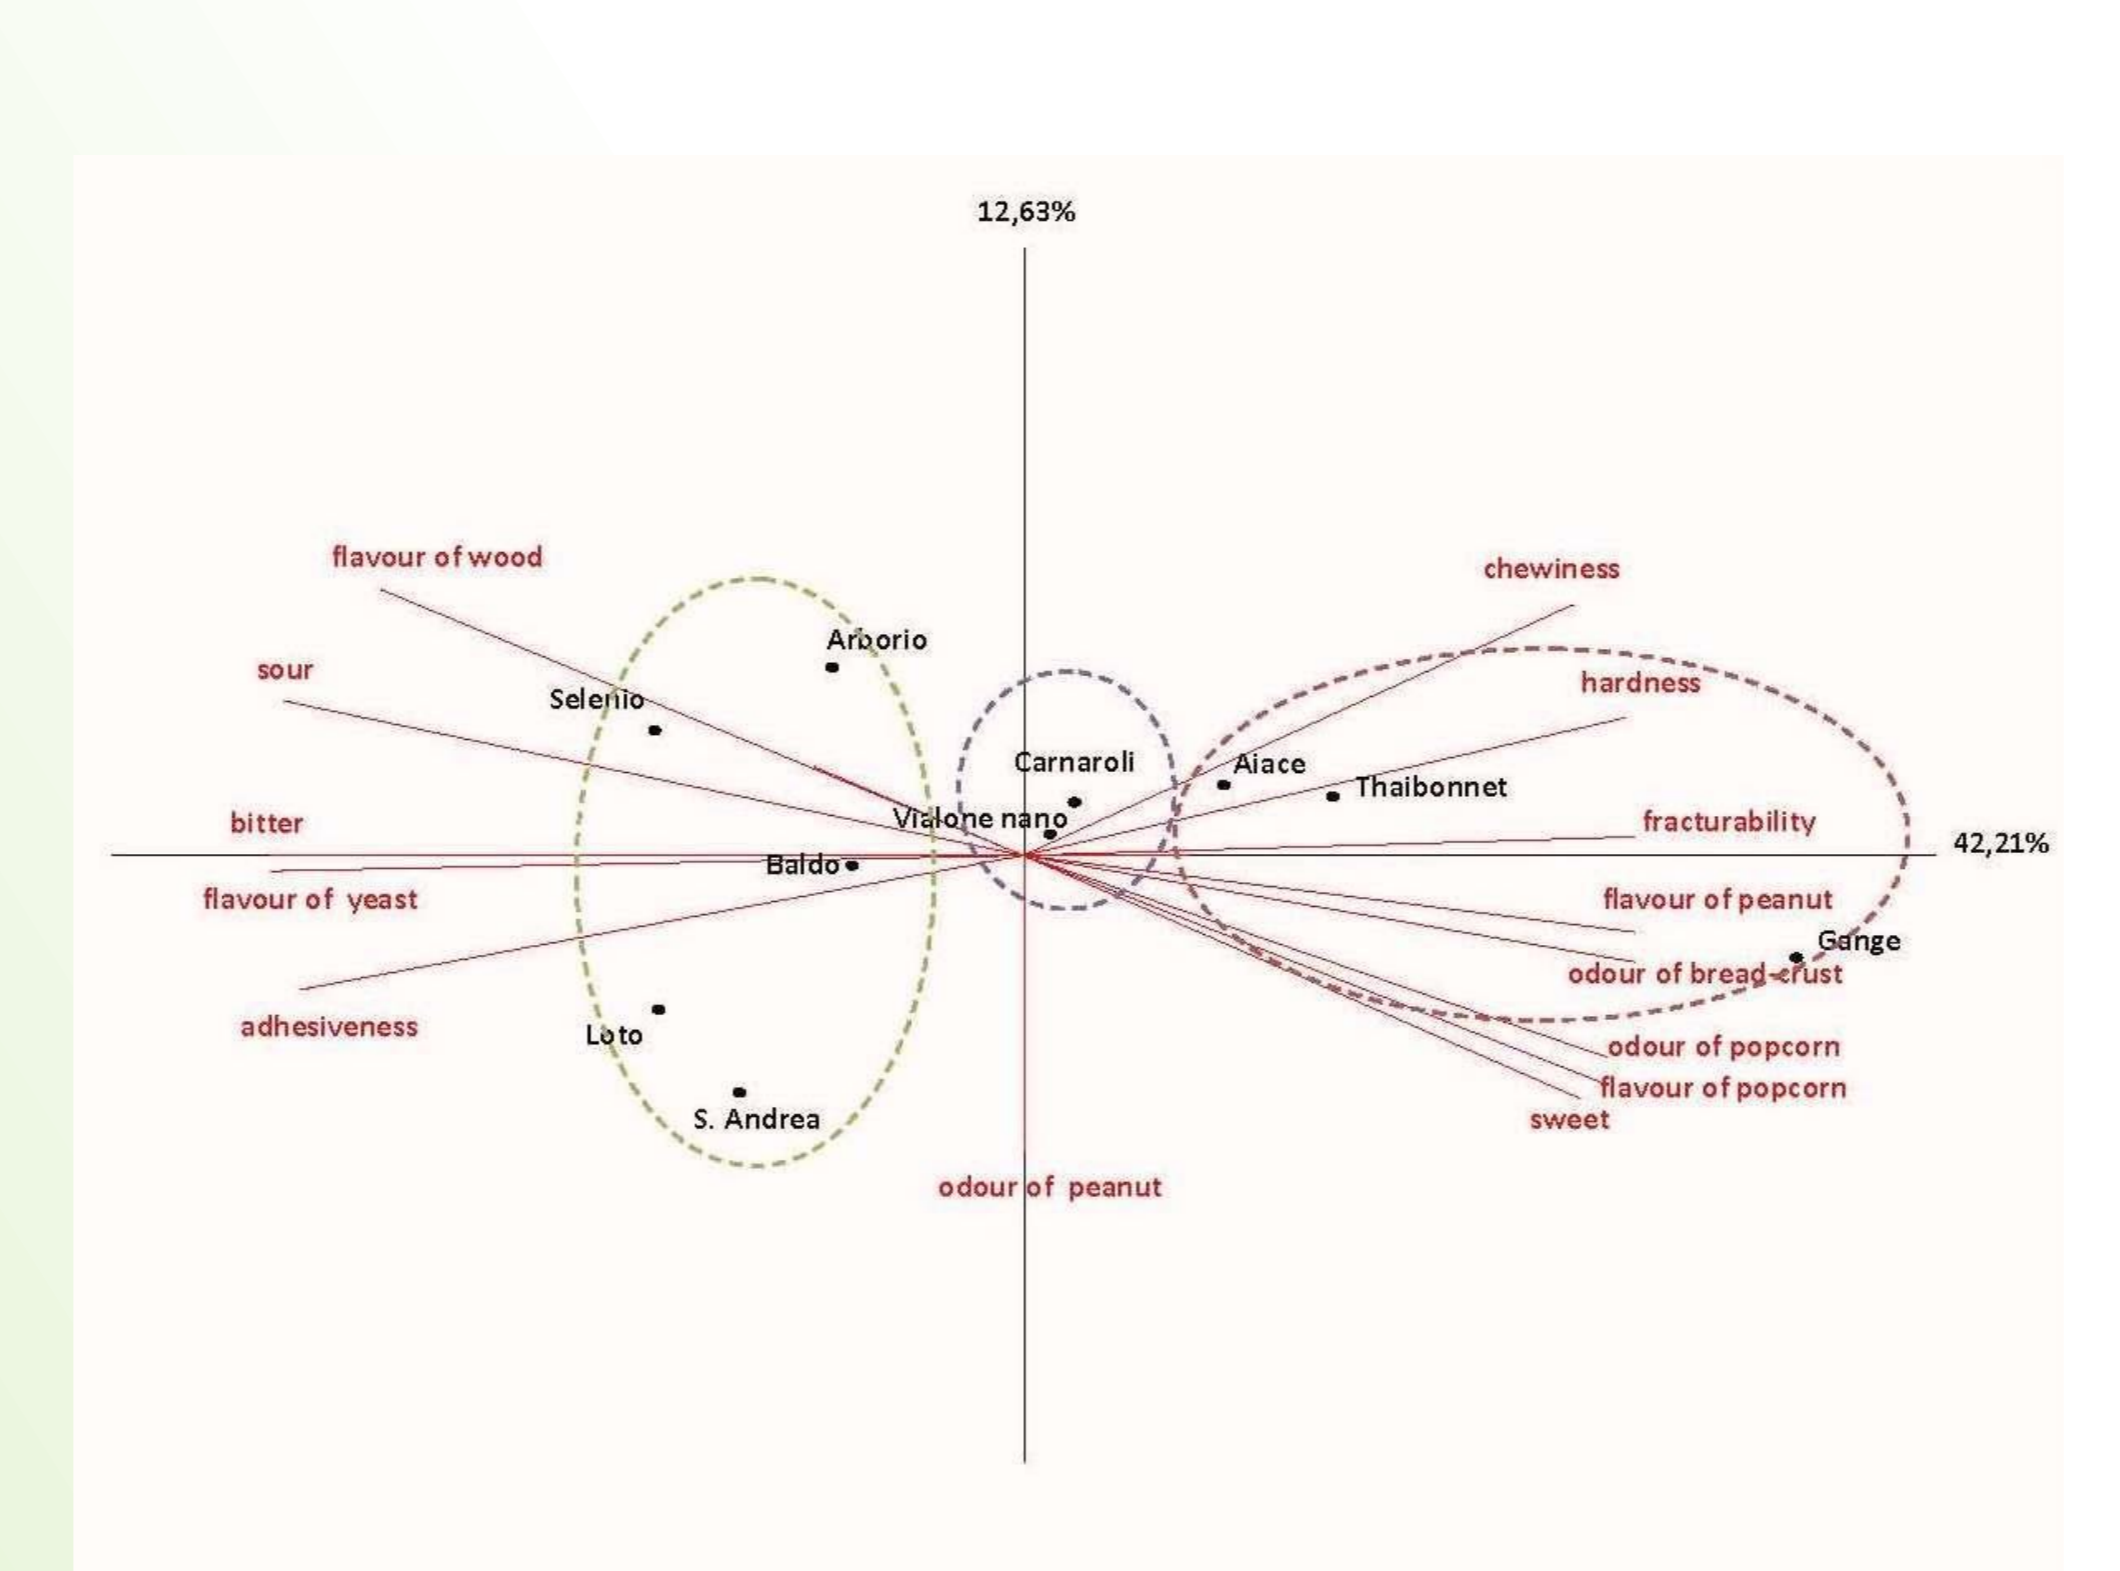 12,63%
flavour of wood
chewiness
Arborio
sour
hardness
Selenio
Carnaroli
Aiace
Thaibonnet
Vialone nano
bitter
fracturability
42,21%
Baldo
flavour of yeast
flavour of peanut
Gange
odour of bread-crust
adhesiveness
Loto
odour of popcorn
flavour of popcorn
S. Andrea
sweet
odour of peanut